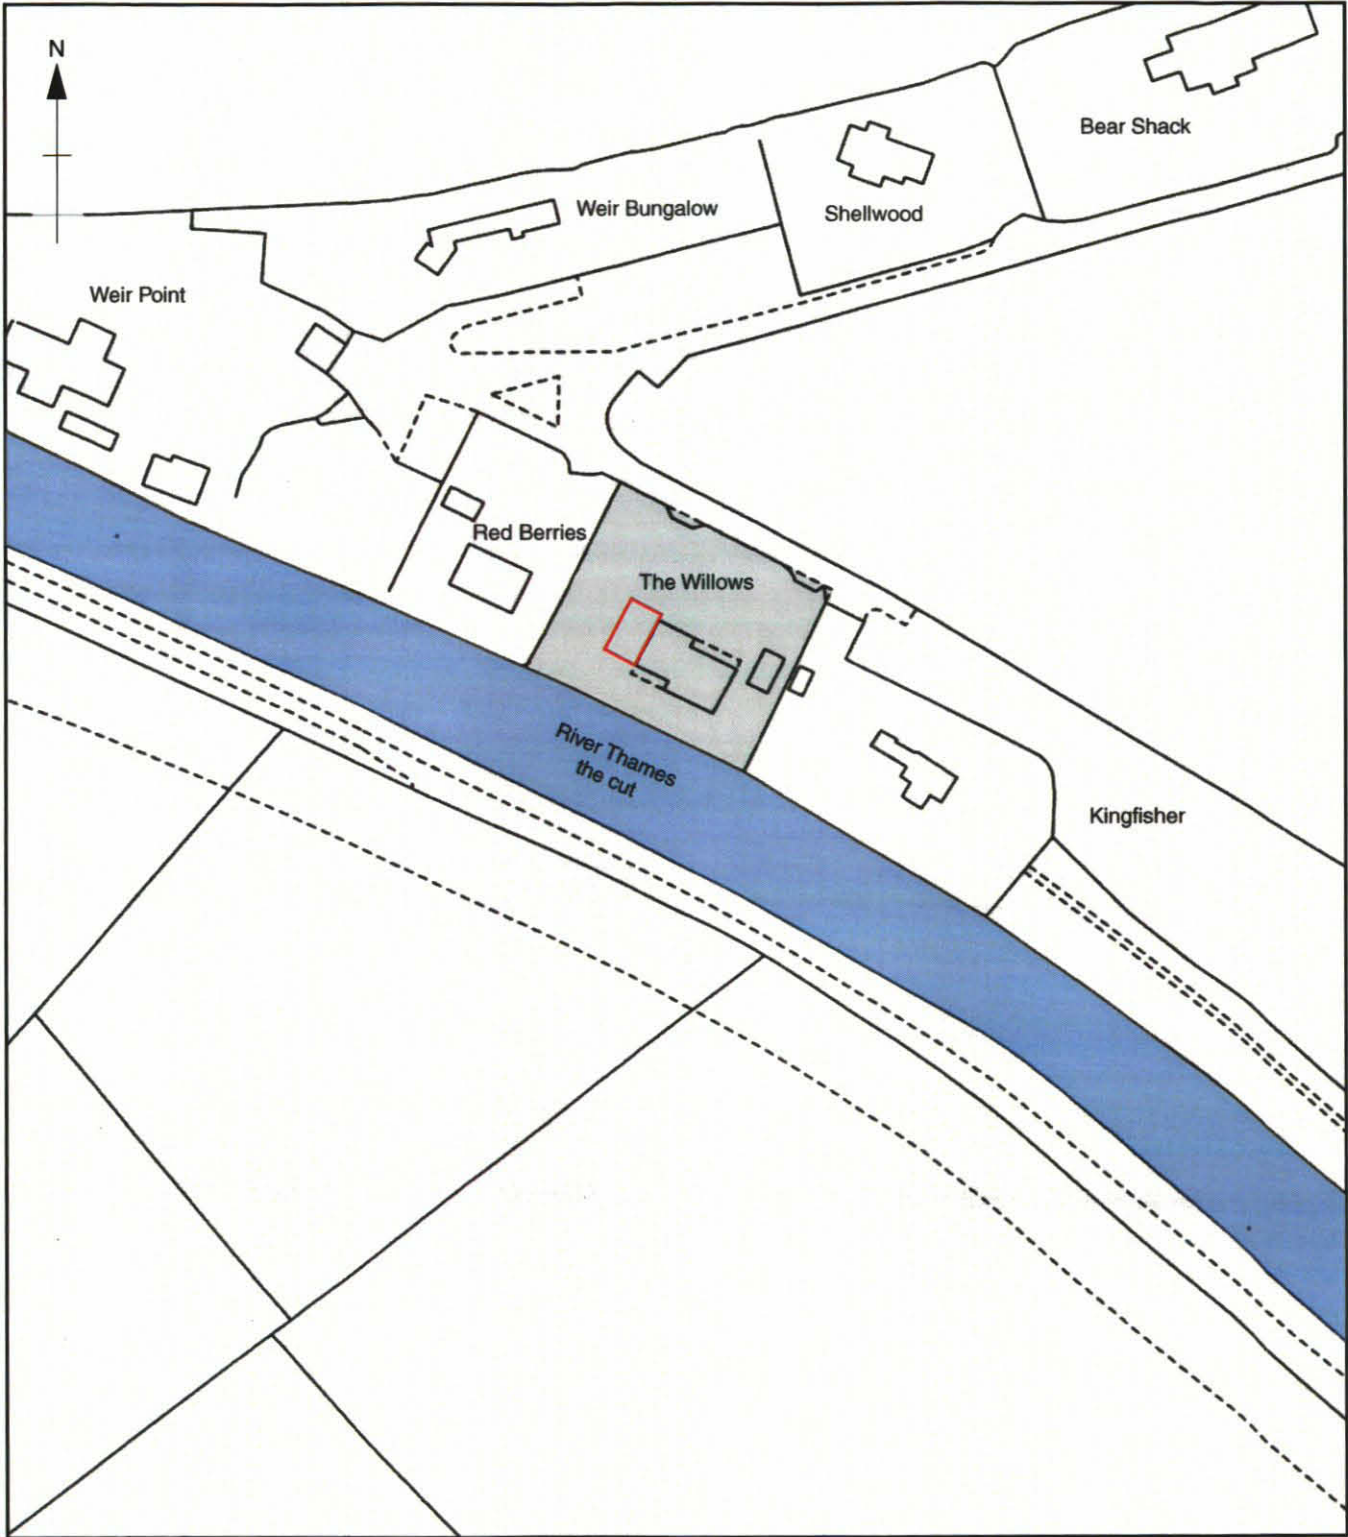 N
Bear Shack
Weir Bungalow
Shellwood
Weir Point
Red Berries
The Willows
River Thames
the cut
Kingfisher